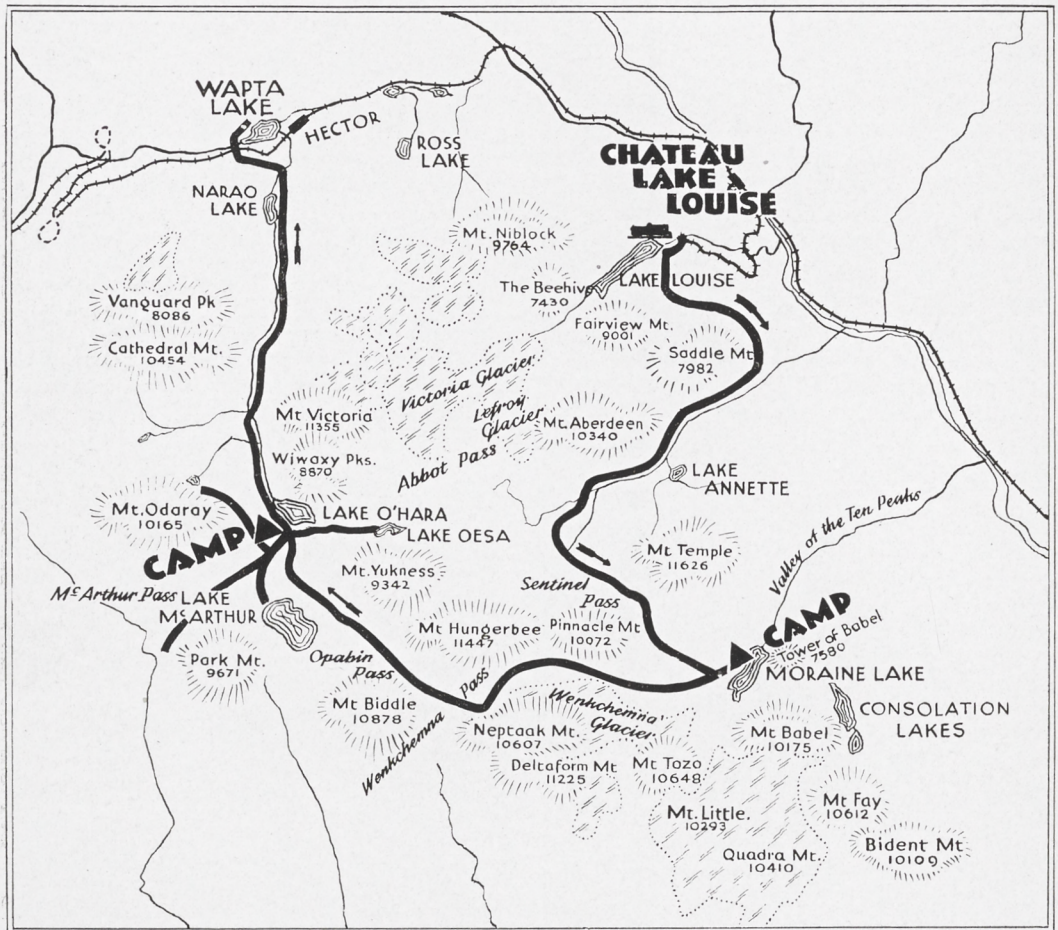 WAPTA
LAKE
HECTOR
ROSS
LAKE
CHATEAU
LAKE
LOUISE
NARAO
LAKE
Mt. Niblock
9764
The Beehive
7430
LAKE LOUISE
Vanguard Pk
8086
Fairview Mt.
9001
Cathedral Mt.
10454
Saddle Mt
7982
Victoria Glacier
Lefroy
Glacier
Mt Victoria
11355
Mt. Aberdeen
10340
Wiwaxy Pks.
8870
Abbot Pass
LAKE
ANNETTE
Mt. Odaray
10165
LAKE O'HARA
LAKE OESA
CAMP
Valley of the Ten Peaks
Mt Temple
11626
Mt. Yukness
9342
Sentinel
Pass
McArthur Pass
LAKE
McARTHUR
Mt Hungerbee
11447
Pinnacle Mt
10072
CAMP
Tower of Babel
7580
Park Mt.
9671
Opabin
Pass
MORAINE LAKE
Wenkchemna Pass
Wenkchemna
Glacier
Mt Biddle
10878
CONSOLATION
LAKES
Neptaak Mt.
10607
Mt Babel
10175
Deltaform Mt
11225
Mt Tozo
10648
Mt. Little.
10293
Mt Fay
10612
Quadra Mt.
10410
Bident Mt
10109